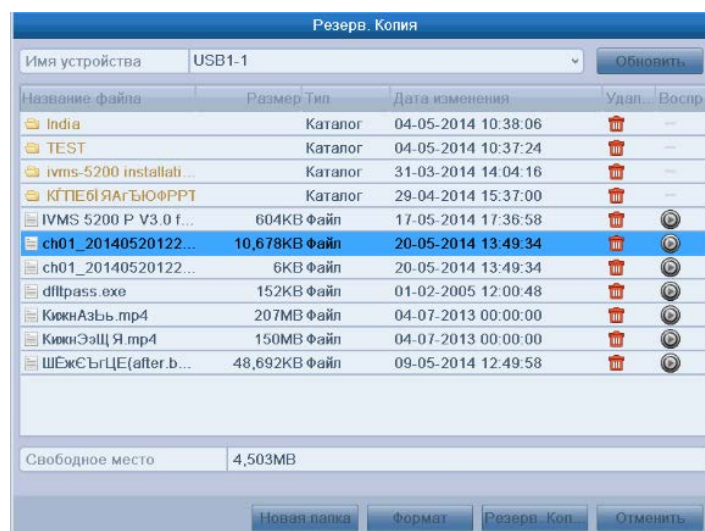 Резерв. Копия
Имя устройства USB1-1 Обновить
Название файла Размер Тип Дата изменения Удал... Воспр
India Каталог 04-05-2014 10:38:06
TEST Каталог 04-05-2014 10:37:24
ivms-5200 installati... Каталог 31-03-2014 14:04:16
Каталог 29-04-2014 15:37:00
IVMS 5200 P V3.0 f... 604KB Файл 17-05-2014 17:36:58
ch01_20140520122... 10,678KB Файл 20-05-2014 13:49:34
ch01_20140520122... 6KB Файл 20-05-2014 13:49:34
dfltpass.exe 152KB Файл 01-02-2005 12:00:48
КижнАзЬь.mp4 207MB Файл 04-07-2013 00:00:00
КижнЭэЩ Я.mp4 150MB Файл 04-07-2013 00:00:00
ШЁжЄЪгЦЕ(after.b... 48,692KB Файл 09-05-2014 12:49:58
Свободное место 4,503MB
Новая папка Формат Резерв. Коп... Отменить